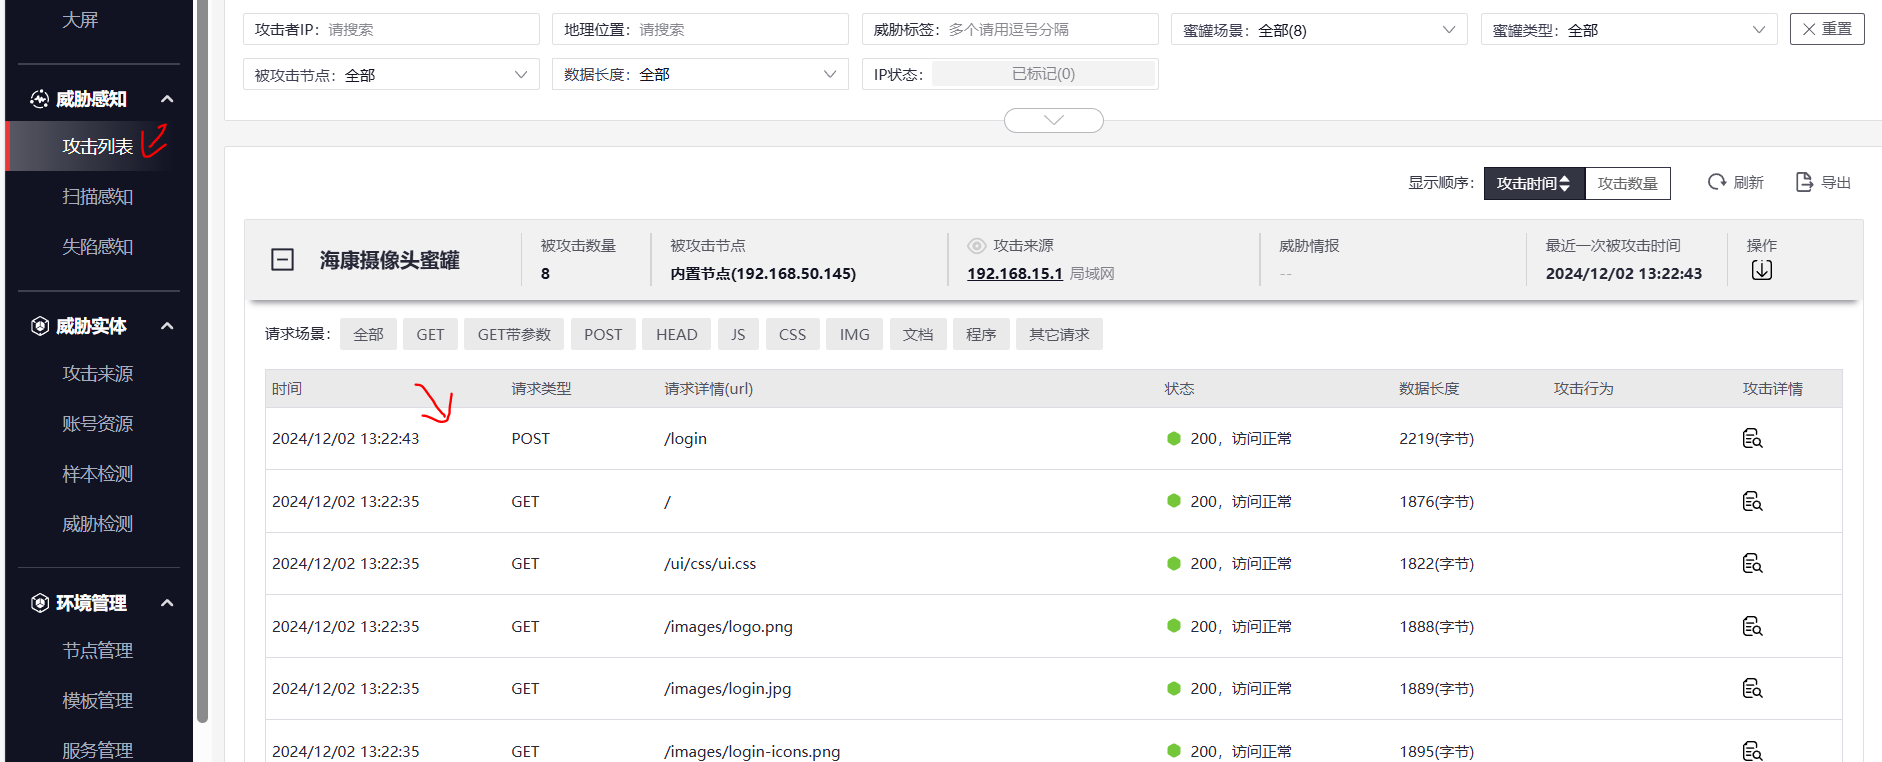 大屏
威胁感知
攻击列表
扫描感知
失陷感知
威胁实体
攻击来源
账号资源
样本检测
威胁检测
环境管理
节点管理
模板管理
服务管理
攻击者IP： 请搜索
地理位置： 请搜索
威胁标签： 多个请用逗号分隔
蜜罐场景： 全部(8)
蜜罐类型： 全部
重置
被攻击节点： 全部
数据长度： 全部
IP状态： 已标记(0)
显示顺序： 攻击时间 攻击数量 刷新 导出
海康摄像头蜜罐
被攻击数量
8
被攻击节点
内置节点(192.168.50.145)
攻击来源
192.168.15.1 局域网
威胁情报
--
最近一次被攻击时间
2024/12/02 13:22:43
操作
请求场景： 全部 GET GET带参数 POST HEAD JS CSS IMG 文档 程序 其它请求
时间 请求类型 请求详情(url) 状态 数据长度 攻击行为 攻击详情
2024/12/02 13:22:43 POST /login 200，访问正常 2219(字节)
2024/12/02 13:22:35 GET / 200，访问正常 1876(字节)
2024/12/02 13:22:35 GET /ui/css/ui.css 200，访问正常 1822(字节)
2024/12/02 13:22:35 GET /images/logo.png 200，访问正常 1888(字节)
2024/12/02 13:22:35 GET /images/login.jpg 200，访问正常 1889(字节)
2024/12/02 13:22:35 GET /images/login-icons.png 200，访问正常 1895(字节)